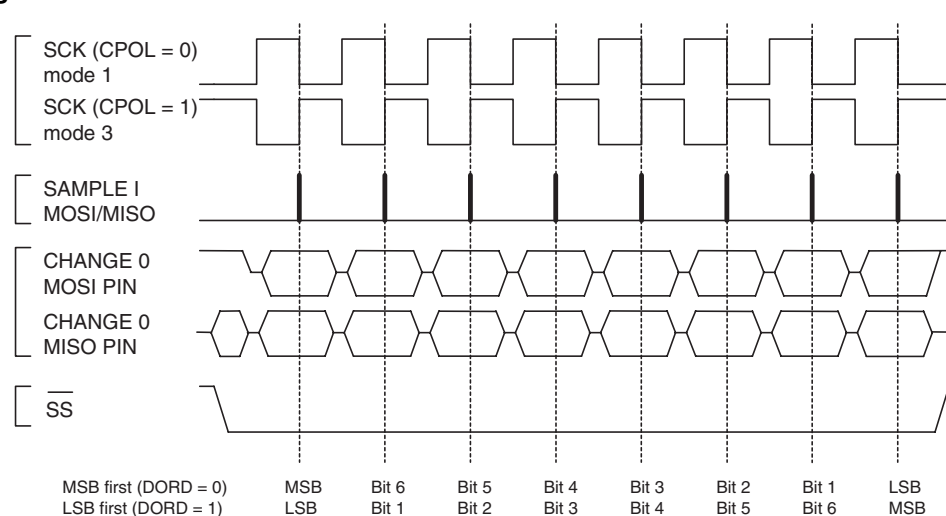 SCK (CPOL = 0)
mode 1
SCK (CPOL = 1)
mode 3
SAMPLE I
MOSI/MISO
CHANGE 0
MOSI PIN
CHANGE 0
MISO PIN
SS
MSB first (DORD = 0) MSB Bit 6 Bit 5 Bit 4 Bit 3 Bit 2 Bit 1 LSB
LSB first (DORD = 1) LSB Bit 1 Bit 2 Bit 3 Bit 4 Bit 5 Bit 6 MSB